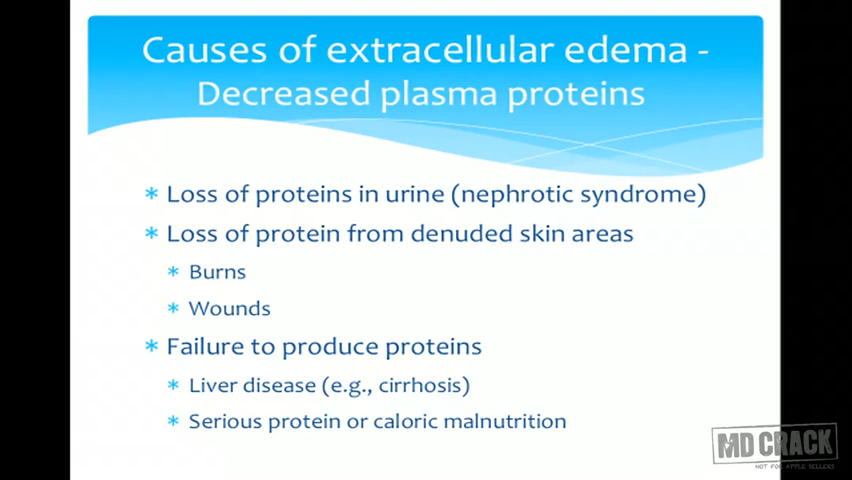 Causes of extracellular edema -
Decreased plasma proteins
* Loss of proteins in urine (nephrotic syndrome)
* Loss of protein from denuded skin areas
* Burns
* Wounds
* Failure to produce proteins
* Liver disease (e.g., cirrhosis)
* Serious protein or caloric malnutrition
MD CRACK
NOT FOR APPLE SELLERS